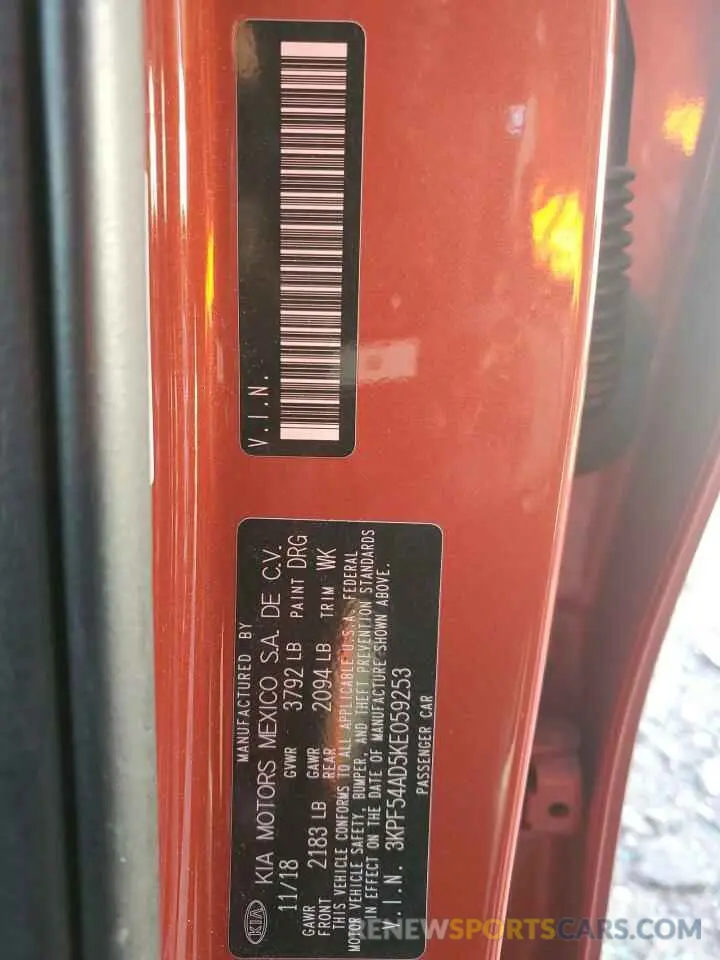 V.I.N.
MANUFACTURED BY
KIA KIA MOTORS MEXICO S.A. DE C.V.
11/18 GVWR 3792 LB PAINT DRG
GAWR FRONT 2183 LB GAWR REAR 2094 LB TRIM WK
THIS VEHICLE CONFORMS TO ALL APPLICABLE U.S.A. FEDERAL
MOTOR VEHICLE SAFETY, BUMPER, AND THEFT PREVENTION STANDARDS
IN EFFECT ON THE DATE OF MANUFACTURE SHOWN ABOVE.
V.I.N. 3KPF54AD5KE059253
PASSENGER CAR
RENEWSPORTSCARS.COM